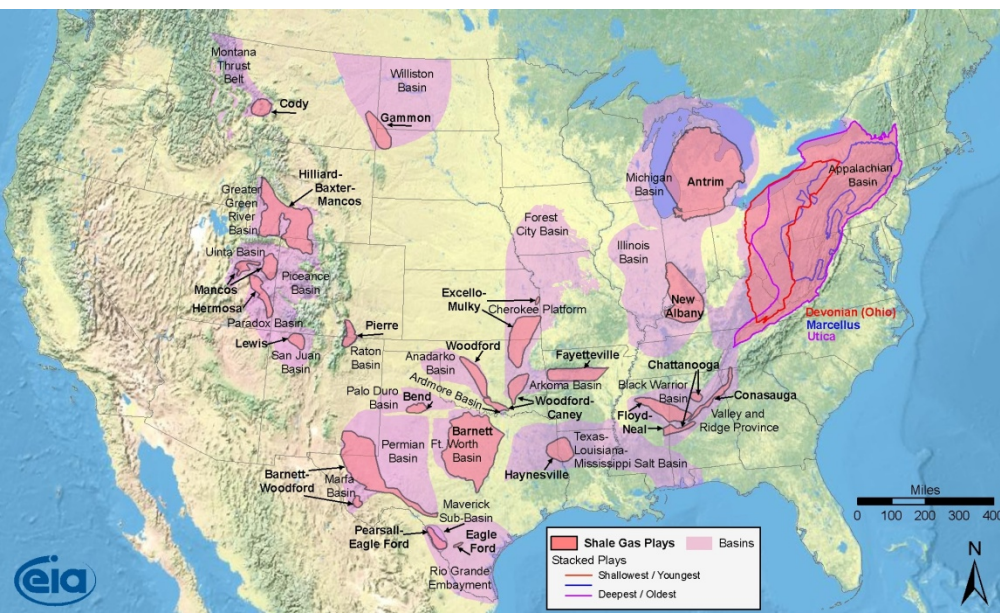 Montana
Thrust
Belt
Cody
Williston
Basin
Gammon
Hilliard-
Baxter-
Mancos
Greater
Green
River
Basin
Uinta Basin
Mancos
Piceance
Basin
Hermosa
Paradox Basin
Lewis
San Juan
Basin
Pierre
Raton
Basin
Forest
City Basin
Excello-
Mulky
Cherokee Platform
Woodford
Anadarko
Basin
Ardmore Basin
Palo Duro
Basin
Bend
Fayetteville
Arkoma Basin
Woodford-
Caney
Michigan
Basin
Antrim
Illinois
Basin
New
Albany
Appalachian
Basin
Devonian (Ohio)
Marcellus
Utica
Chattanooga
Black Warrior
Basin
Conasauga
Floyd-
Neal
Valley and
Ridge Province
Barnett
Permian
Basin
Ft. Worth
Basin
Barnett-
Woodford
Marfa
Basin
Haynesville
Texas-
Louisiana-
Mississippi Salt Basin
Maverick
Sub-Basin
Pearsall-
Eagle Ford
Eagle
Ford
Rio Grande
Embayment
Miles
0 100 200 300 400
N
Shale Gas Plays
Basins
Stacked Plays
Shallowest / Youngest
Deepest / Oldest
eia